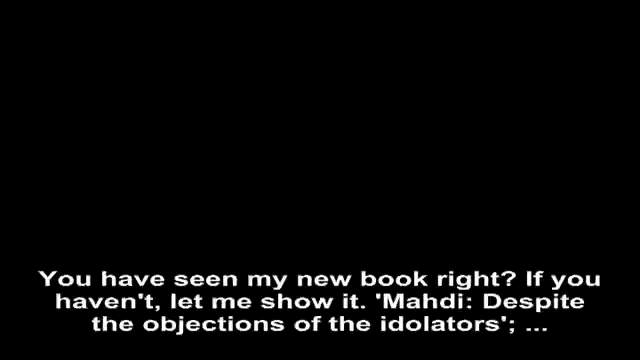 You have seen my new book right? If you
haven't, let me show it. 'Mahdi: Despite
the objections of the idolators'; ...